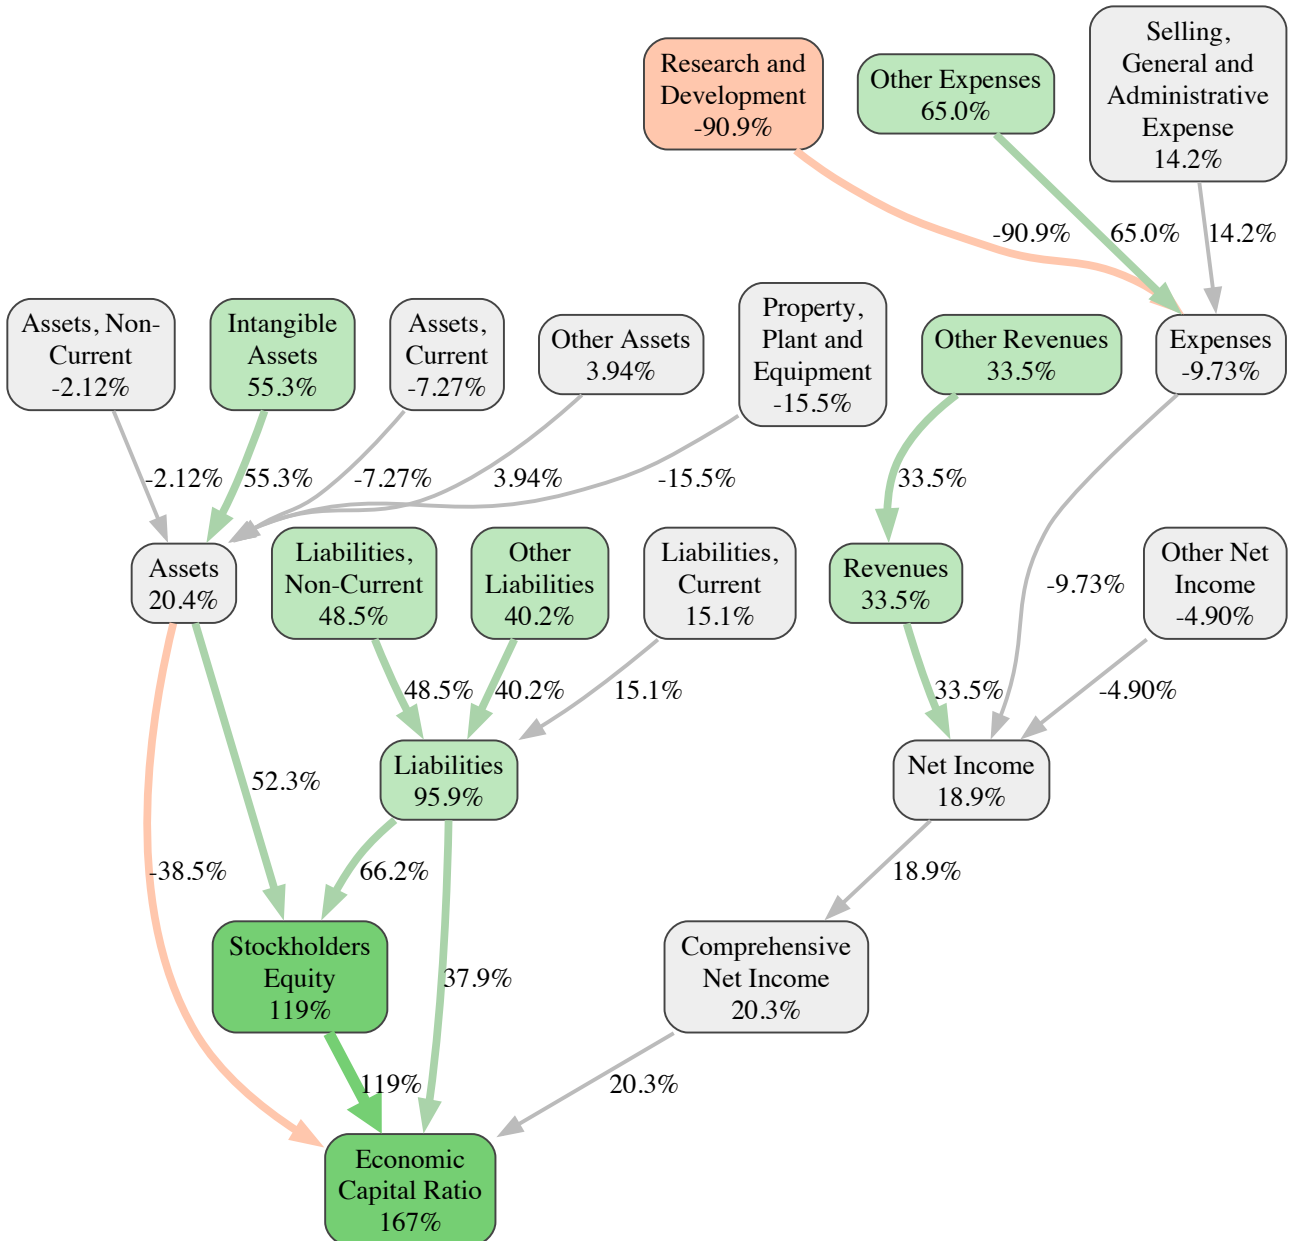 Research and
Development
-90.9%
Other Expenses
65.0%
Selling,
General and
Administrative
Expense
14.2%
-90.9%
65.0%
14.2%
Assets, Non-
Current
-2.12%
Intangible
Assets
55.3%
Assets,
Current
-7.27%
Other Assets
3.94%
Property,
Plant and
Equipment
-15.5%
Other Revenues
33.5%
Expenses
-9.73%
-2.12%
55.3%
-7.27%
3.94%
-15.5%
33.5%
Assets
20.4%
Liabilities,
Non-Current
48.5%
Other
Liabilities
40.2%
Liabilities,
Current
15.1%
Revenues
33.5%
-9.73%
Other Net
Income
-4.90%
48.5%
40.2%
15.1%
33.5%
-4.90%
52.3%
Liabilities
95.9%
Net Income
18.9%
-38.5%
66.2%
18.9%
Stockholders
Equity
119%
37.9%
Comprehensive
Net Income
20.3%
119%
20.3%
Economic
Capital Ratio
167%